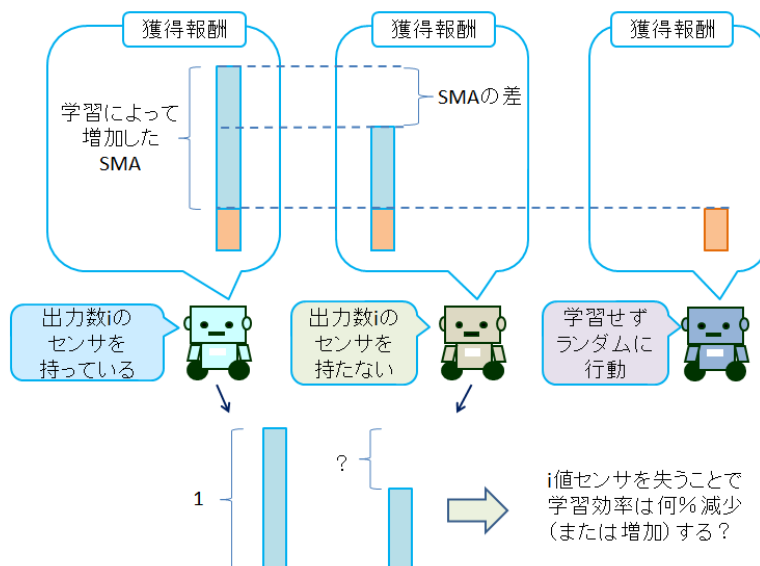 獲得報酬
獲得報酬
獲得報酬
学習によって
増加した
SMA
SMAの差
出力数iの
センサを
持っている
出力数iの
センサを
持たない
学習せず
ランダムに
行動
1
?
i値センサを失うことで
学習効率は何%減少
(または増加)する?